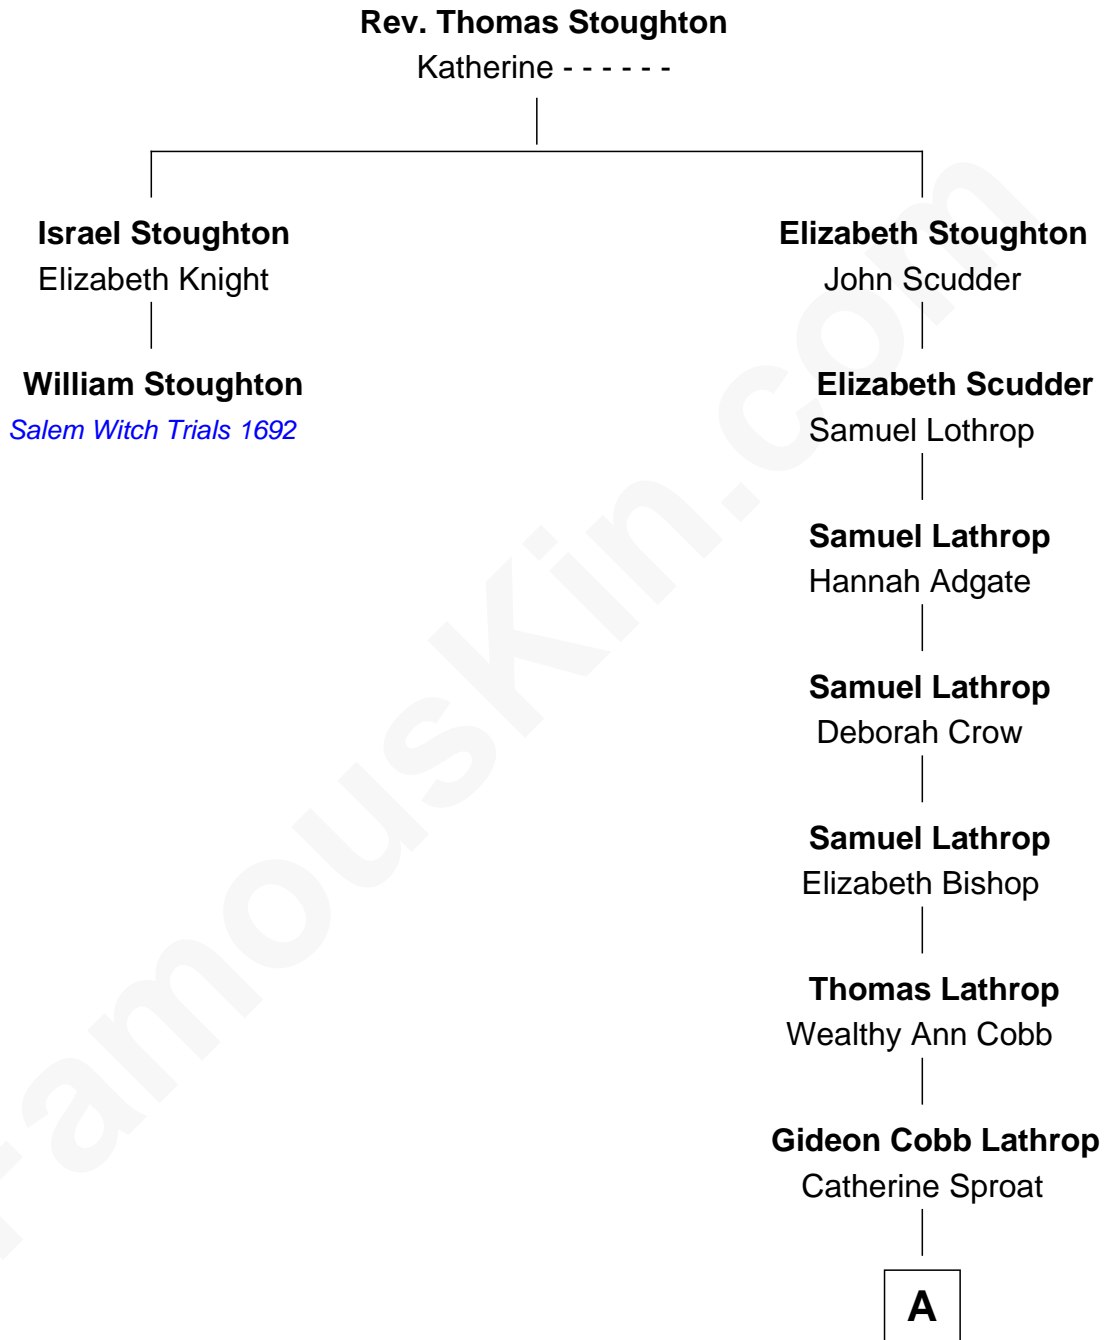 Rev. Thomas Stoughton
Katherine - - - - - -
Israel Stoughton
Elizabeth Knight
William Stoughton
Salem Witch Trials 1692
Elizabeth Stoughton
John Scudder
Elizabeth Scudder
Samuel Lothrop
Samuel Lathrop
Hannah Adgate
Samuel Lathrop
Deborah Crow
Samuel Lathrop
Elizabeth Bishop
Thomas Lathrop
Wealthy Ann Cobb
Gideon Cobb Lathrop
Catherine Sproat
A
FamousKin.com